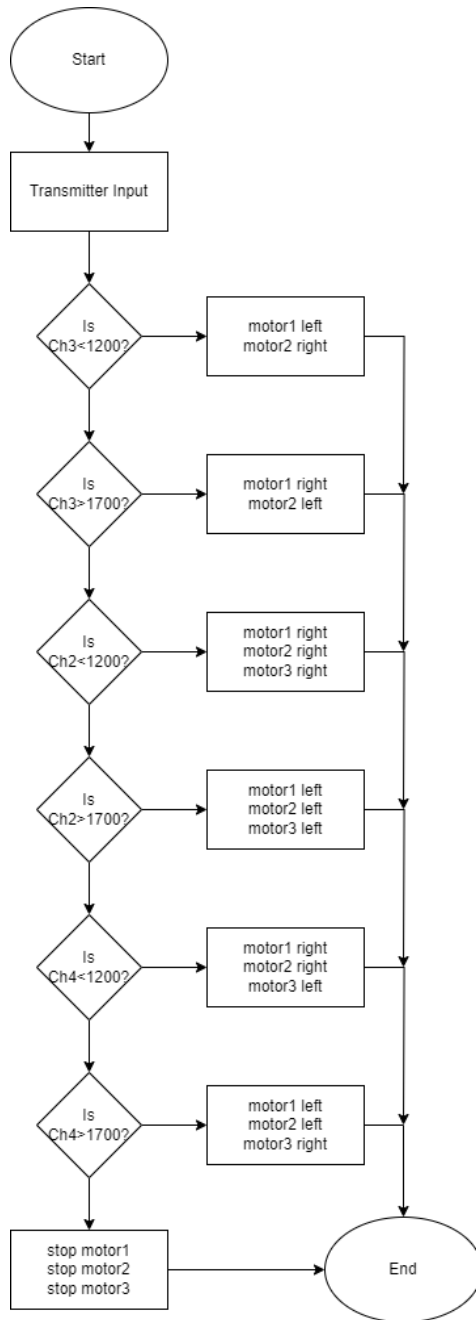 Start
Transmitter Input
Is
Ch3<1200?
motor1 left
motor2 right
Is
Ch3>1700?
motor1 right
motor2 left
Is
Ch2<1200?
motor1 right
motor2 right
motor3 right
Is
Ch2>1700?
motor1 left
motor2 left
motor3 left
Is
Ch4<1200?
motor1 right
motor2 right
motor3 left
Is
Ch4>1700?
motor1 left
motor2 left
motor3 right
stop motor1
stop motor2
stop motor3
End